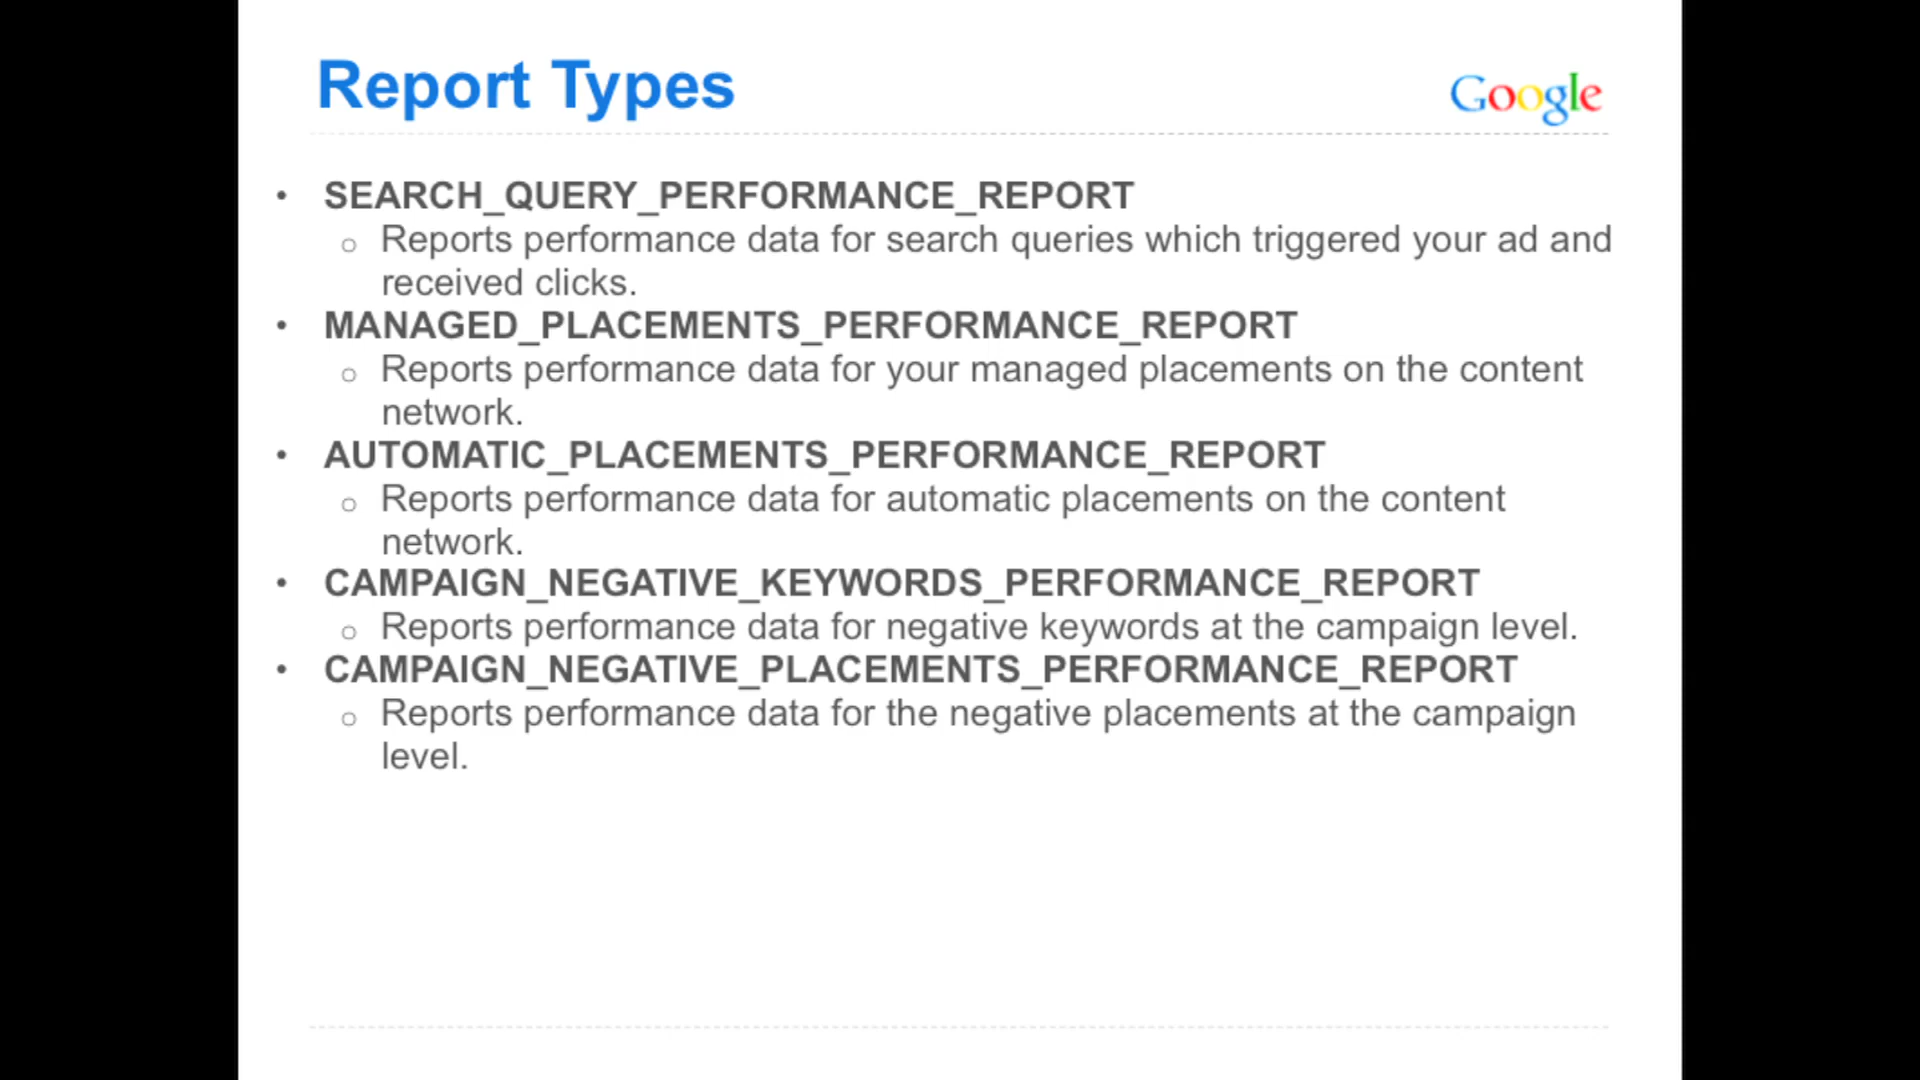 Report Types
Google
• SEARCH_QUERY_PERFORMANCE_REPORT
o Reports performance data for search queries which triggered your ad and
received clicks.
• MANAGED_PLACEMENTS_PERFORMANCE_REPORT
o Reports performance data for your managed placements on the content
network.
• AUTOMATIC_PLACEMENTS_PERFORMANCE_REPORT
o Reports performance data for automatic placements on the content
network.
• CAMPAIGN_NEGATIVE_KEYWORDS_PERFORMANCE_REPORT
o Reports performance data for negative keywords at the campaign level.
• CAMPAIGN_NEGATIVE_PLACEMENTS_PERFORMANCE_REPORT
o Reports performance data for the negative placements at the campaign
level.